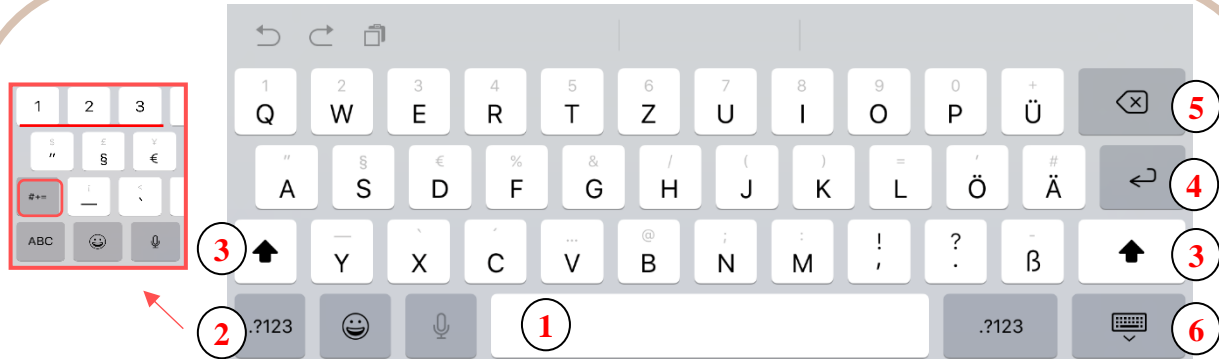 1 2 3 4 5 6 7 8 9 0 +
Q W E R T Z U I O P Ü
5
" § € % & / ( ) = ' #
A S D F G H J K L Ö Ä
4
— ` ´ ... @ ; : ! ? -
3 Y X C V B N M , . ß 3
2 .?123 1 .?123 6
1 2 3
$ £ ¥
" § €
#+= _ `
ABC